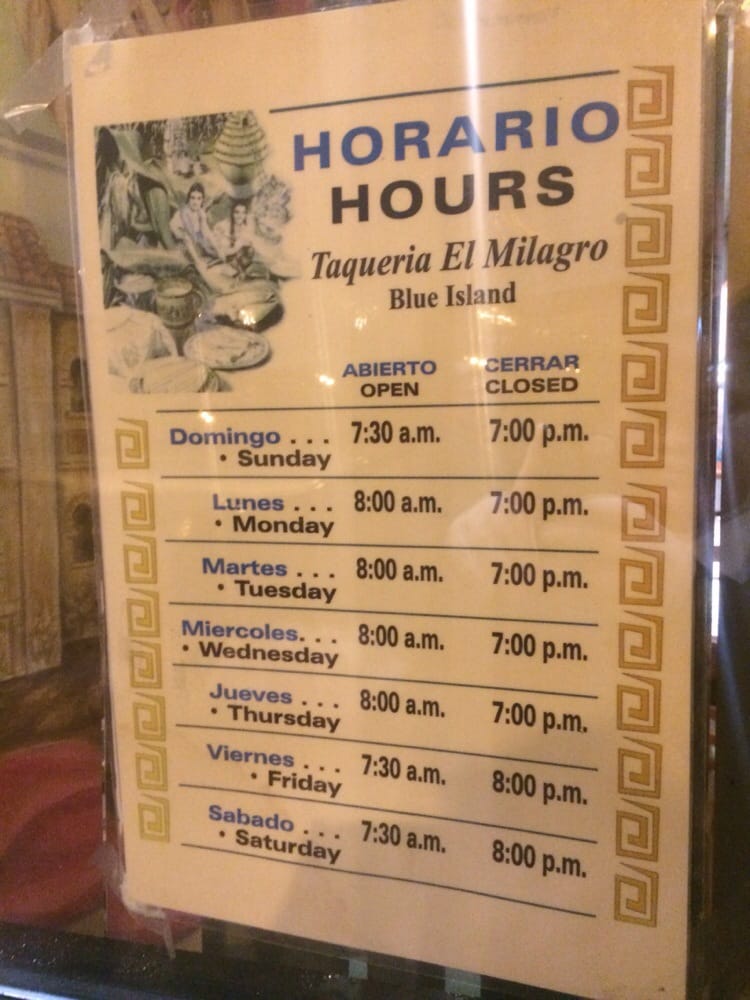 HORARIO
HOURS
Taqueria El Milagro
Blue Island
ABIERTO CERRAR
OPEN CLOSED
Domingo . . . 7:30 a.m. 7:00 p.m.
• Sunday
Lunes . . . 8:00 a.m. 7:00 p.m.
• Monday
Martes . . . 8:00 a.m. 7:00 p.m.
• Tuesday
Miercoles. . . 8:00 a.m. 7:00 p.m.
• Wednesday
Jueves . . . 8:00 a.m. 7:00 p.m.
• Thursday
Viernes . . . 7:30 a.m. 8:00 p.m.
• Friday
Sabado . . . 7:30 a.m. 8:00 p.m.
• Saturday